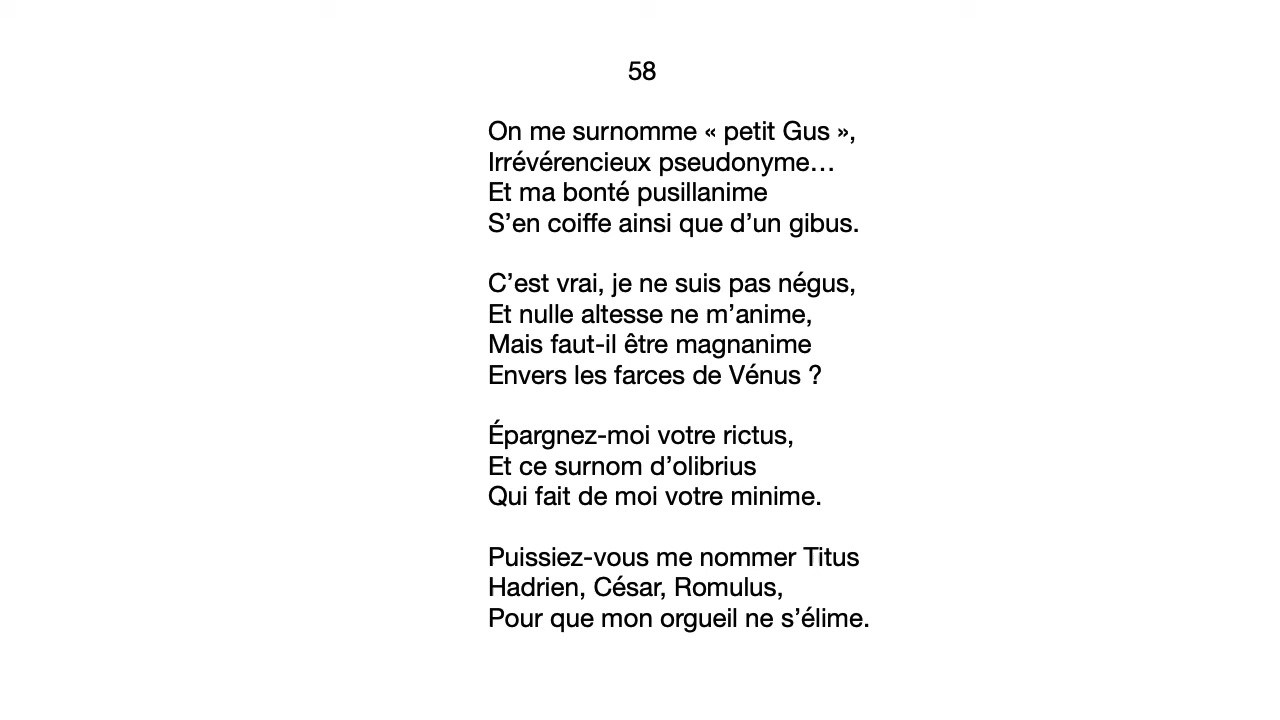 58
On me surnomme « petit Gus »,
Irrévérencieux pseudonyme…
Et ma bonté pusillanime
S’en coiffe ainsi que d’un gibus.
C’est vrai, je ne suis pas négus,
Et nulle altesse ne m’anime,
Mais faut-il être magnanime
Envers les farces de Vénus ?
Épargnez-moi votre rictus,
Et ce surnom d’olibrius
Qui fait de moi votre minime.
Puissiez-vous me nommer Titus
Hadrien, César, Romulus,
Pour que mon orgueil ne s’élime.